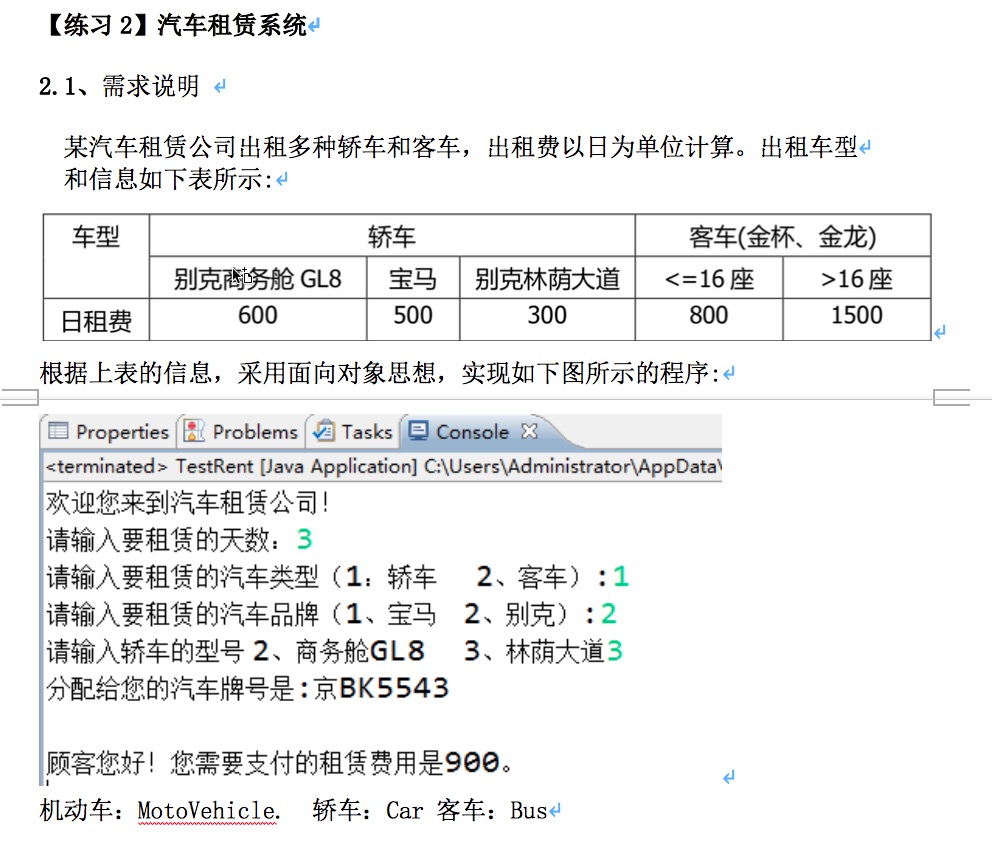 【练习2】汽车租赁系统
2.1、需求说明
某汽车租赁公司出租多种轿车和客车，出租费以日为单位计算。出租车型
和信息如下表所示:
车型 轿车 客车(金杯、金龙)
别克商务舱 GL8 宝马 别克林荫大道 <=16 座 >16 座
日租费 600 500 300 800 1500
根据上表的信息，采用面向对象思想，实现如下图所示的程序:
Properties Problems Tasks Console
<terminated> TestRent [Java Application] C:\Users\Administrator\AppData\
欢迎您来到汽车租赁公司！
请输入要租赁的天数：3
请输入要租赁的汽车类型（1：轿车 2、客车）:1
请输入要租赁的汽车品牌（1、宝马 2、别克）:2
请输入轿车的型号 2、商务舱GL8 3、林荫大道3
分配给您的汽车牌号是:京BK5543
顾客您好！您需要支付的租赁费用是900。
机动车：MotoVehicle. 轿车：Car 客车：Bus